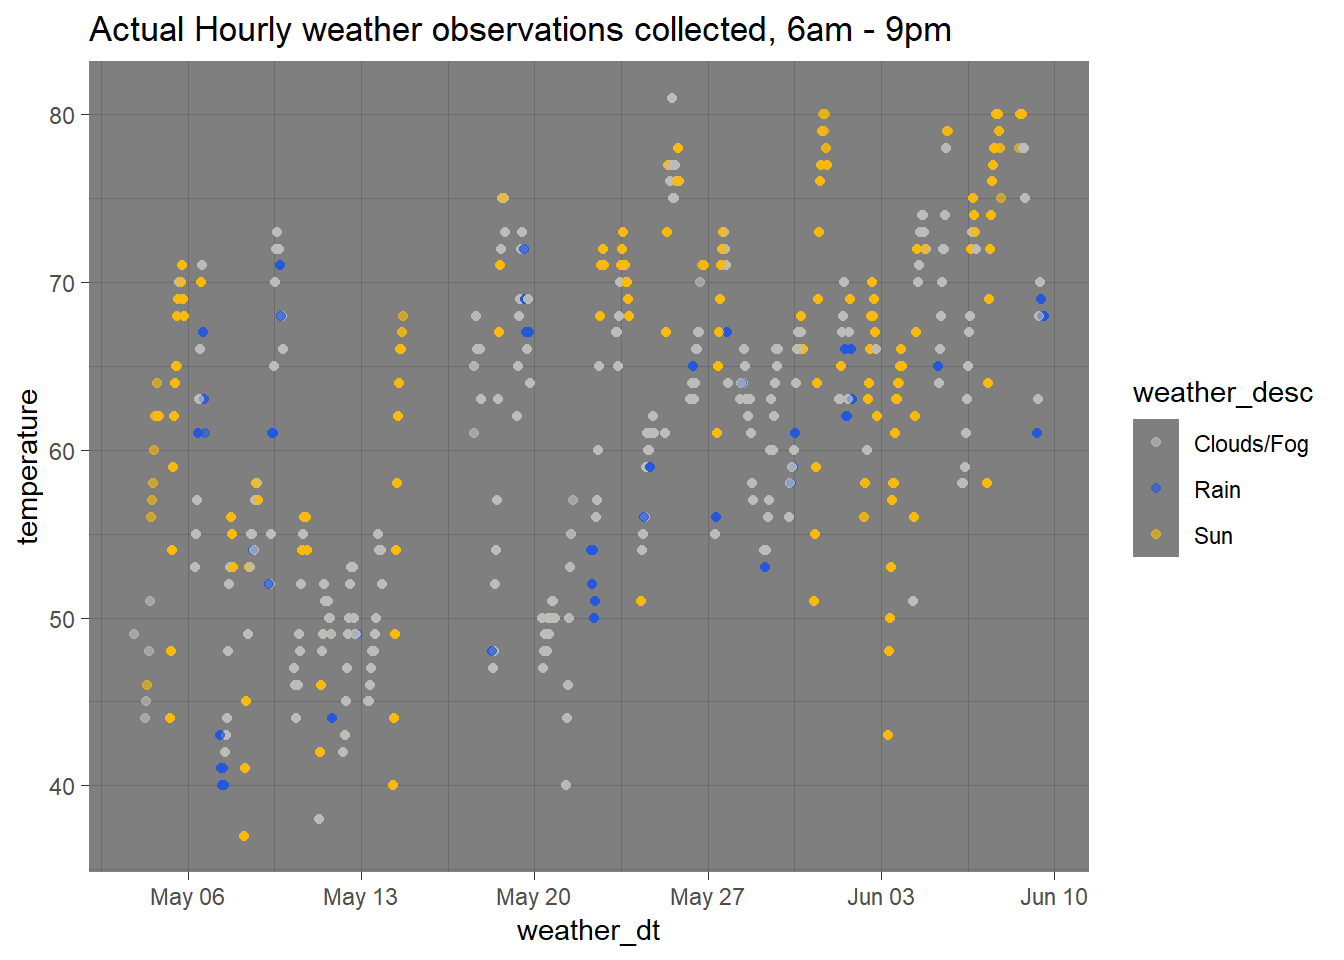 Actual Hourly weather observations collected, 6am - 9pm
80
70
60
50
40
temperature
May 06
May 13
May 20
May 27
Jun 03
Jun 10
weather_dt
weather_desc
Clouds/Fog
Rain
Sun